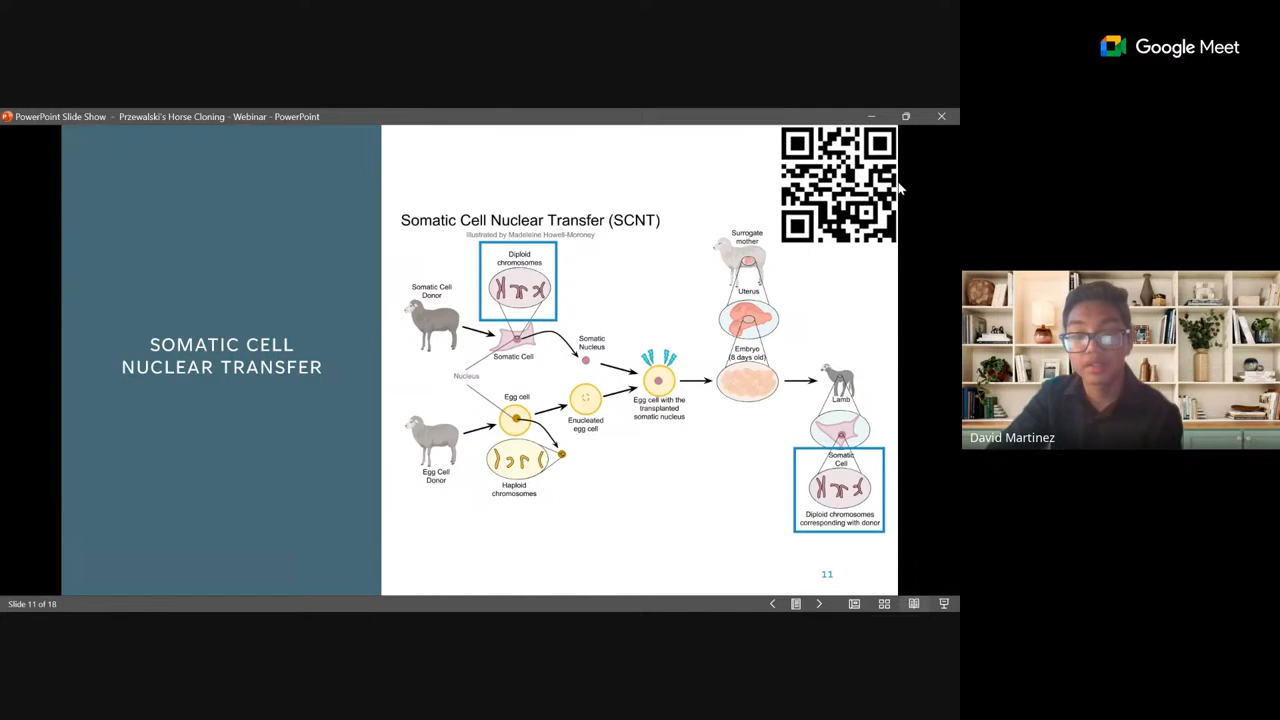 Google Meet
PowerPoint Slide Show - Przewalski's Horse Cloning - Webinar - PowerPoint
SOMATIC CELL
NUCLEAR TRANSFER
Somatic Cell Nuclear Transfer (SCNT)
Illustrated by Madeleine Howell-Moroney
Diploid
chromosomes
Somatic Cell
Donor
Somatic Cell
Somatic
Nucleus
Nucleus
Egg cell
Enucleated
egg cell
Egg Cell
Donor
Haploid
chromosomes
Egg cell with the
transplanted
somatic nucleus
Surrogate
mother
Uterus
Embryo
(8 days old)
Lamb
Somatic
Cell
Diploid chromosomes
corresponding with donor
11
David Martinez
Slide 11 of 18